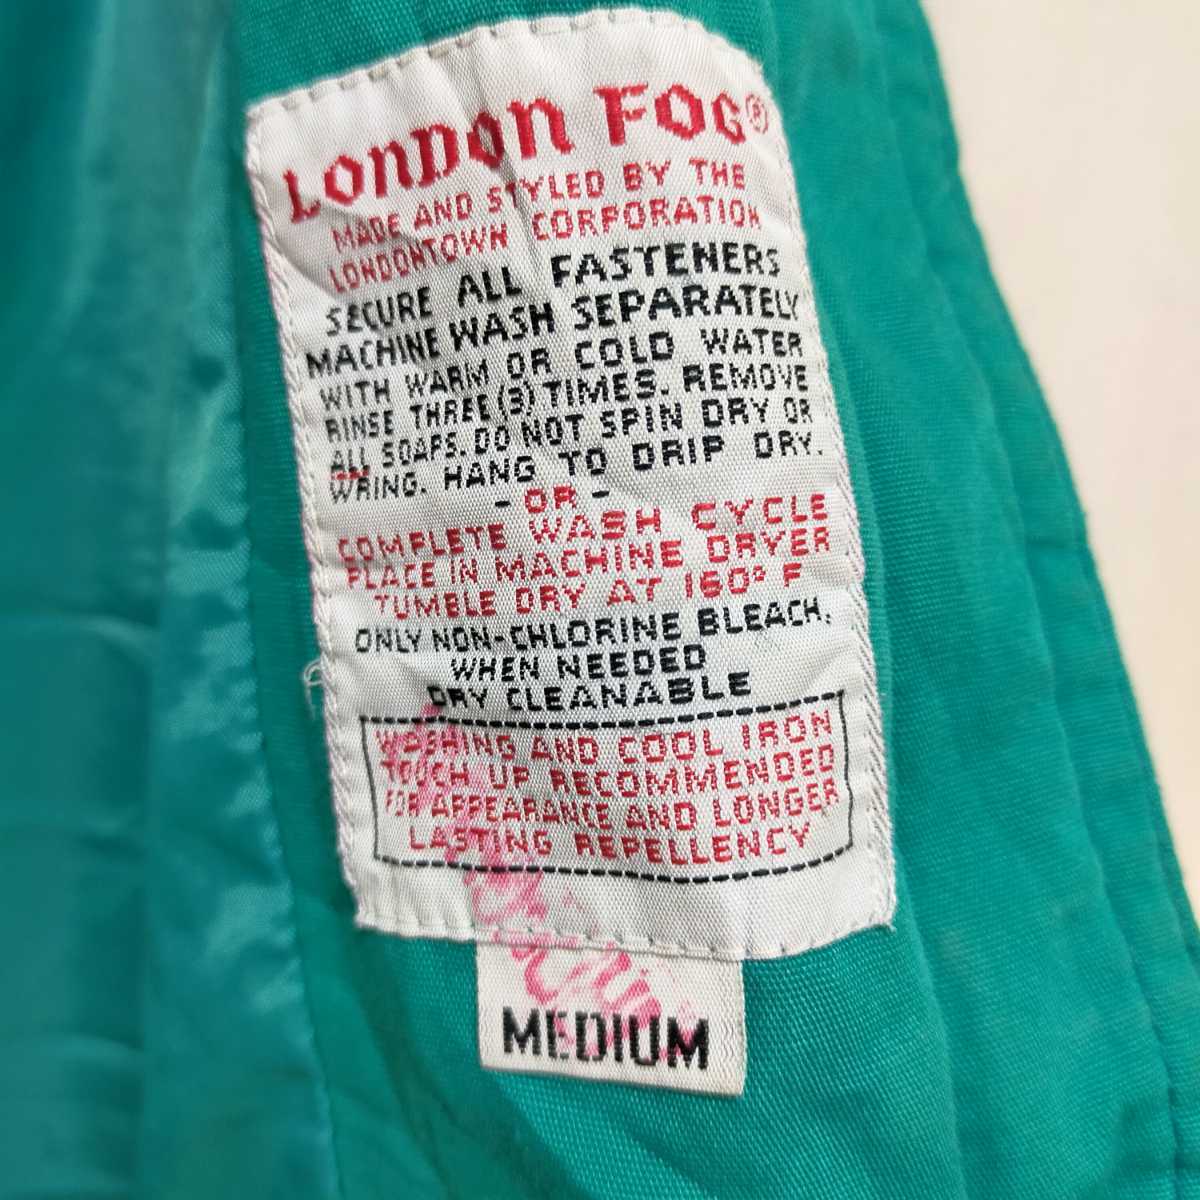 LONDON FOG®
MADE AND STYLED BY THE
LONDONTOWN CORPORATION
SECURE ALL FASTENERS
MACHINE WASH SEPARATELY
WITH WARM OR COLD WATER
RINSE THREE (3) TIMES. REMOVE
ALL SOAPS. DO NOT SPIN DRY OR
WRING. HANG TO DRIP DRY.
- OR -
COMPLETE WASH CYCLE
PLACE IN MACHINE DRYER
TUMBLE DRY AT 160° F
ONLY NON-CHLORINE BLEACH,
WHEN NEEDED
DRY CLEANABLE
WASHING AND COOL IRON
TOUCH UP RECOMMENDED
FOR APPEARANCE AND LONGER
LASTING REPELLENCY
MEDIUM